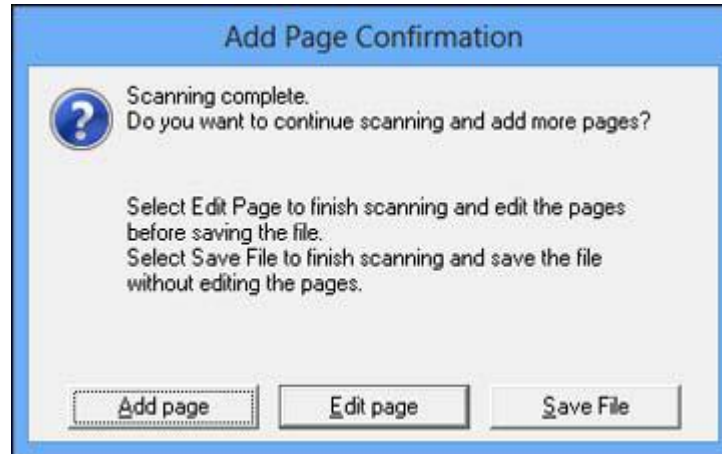 Add Page Confirmation
Scanning complete.
Do you want to continue scanning and add more pages?
Select Edit Page to finish scanning and edit the pages
before saving the file.
Select Save File to finish scanning and save the file
without editing the pages.
Add page
Edit page
Save File